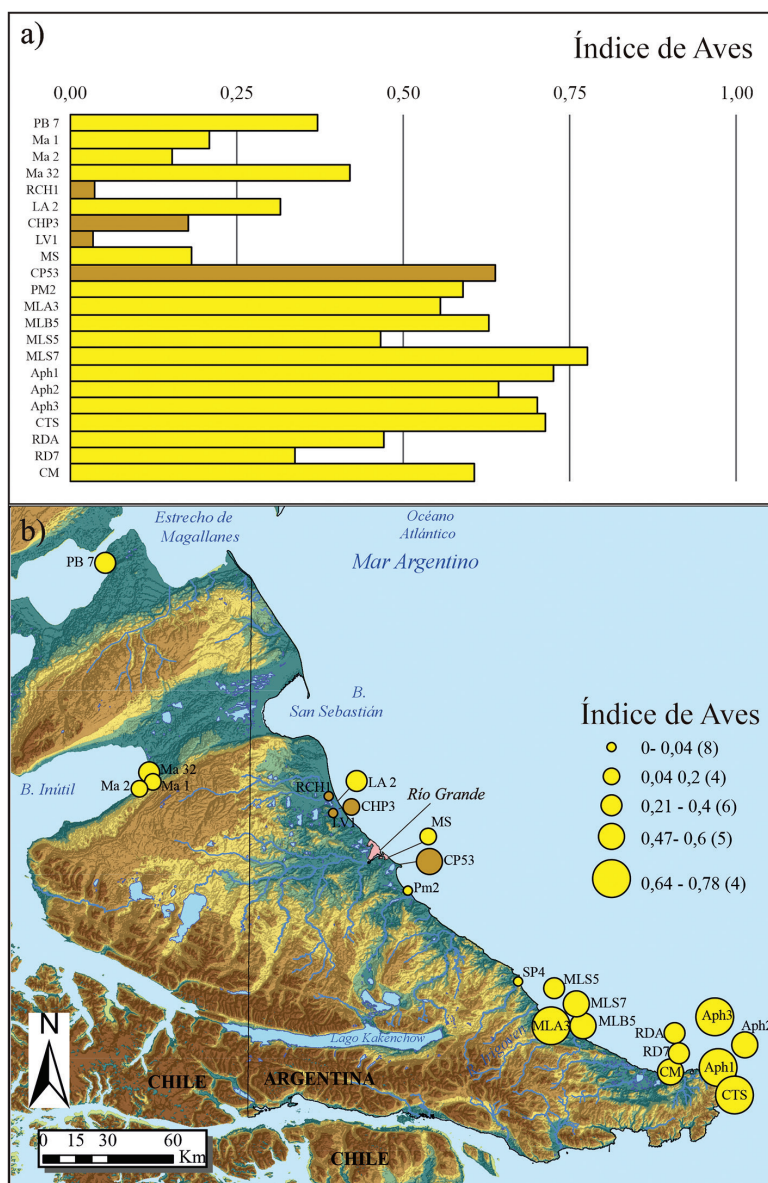 a)
Índice de Aves
0,00 0,25 0,50 0,75 1,00
PB 7
Ma 1
Ma 2
Ma 32
RCH1
LA 2
CHP3
LV1
MS
CP53
PM2
MLA3
MLB5
MLS5
MLS7
Aph1
Aph2
Aph3
CTS
RDA
RD7
CM
b)
Estrecho de
Magallanes
Océano
Atlántico
Mar Argentino
PB 7
B.
San Sebastián
Índice de Aves
0- 0,04 (8)
0,04 0,2 (4)
0,21 - 0,4 (6)
0,47- 0,6 (5)
0,64 - 0,78 (4)
B. Inútil
Ma 32
Ma 2
Ma 1
RCH1
LA 2
CHP3
LV1
Río Grande
MS
CP53
Pm2
SP4
MLS5
MLS7
MLA3
MLB5
RDA
RD7
CM
Aph3
Aph2
Aph1
CTS
Lago Kakenchow
N
CHILE
ARGENTINA
CHILE
0 15 30 60
Km